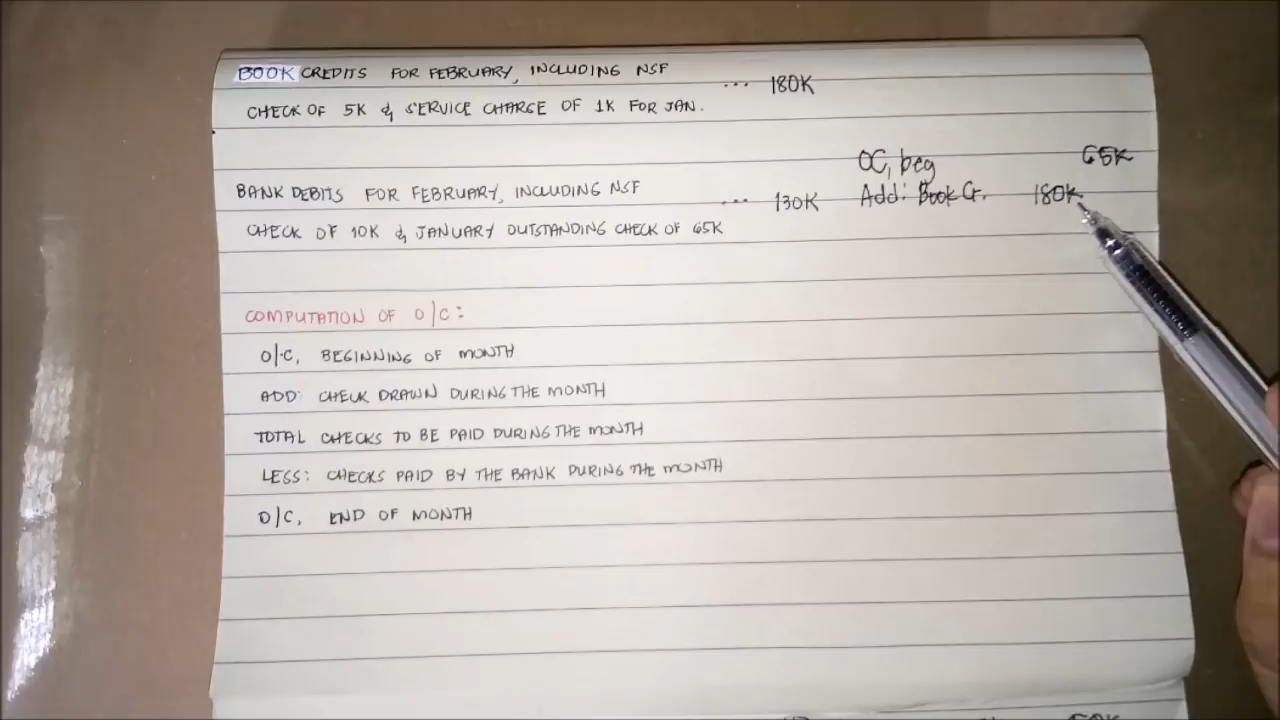 BOOK CREDITS FOR FEBRUARY, INCLUDING NSF
CHECK OF 5K & SERVICE CHARGE OF 1K FOR JAN.
... 180K
BANK DEBITS FOR FEBRUARY, INCLUDING NSF
CHECK OF 10K & JANUARY OUTSTANDING CHECK OF 65K
... 130K
OC, beg 65K
Add: Book Cr. 180K
COMPUTATION OF O/C:
O/C, BEGINNING OF MONTH
ADD: CHECK DRAWN DURING THE MONTH
TOTAL CHECKS TO BE PAID DURING THE MONTH
LESS: CHECKS PAID BY THE BANK DURING THE MONTH
O/C, END OF MONTH